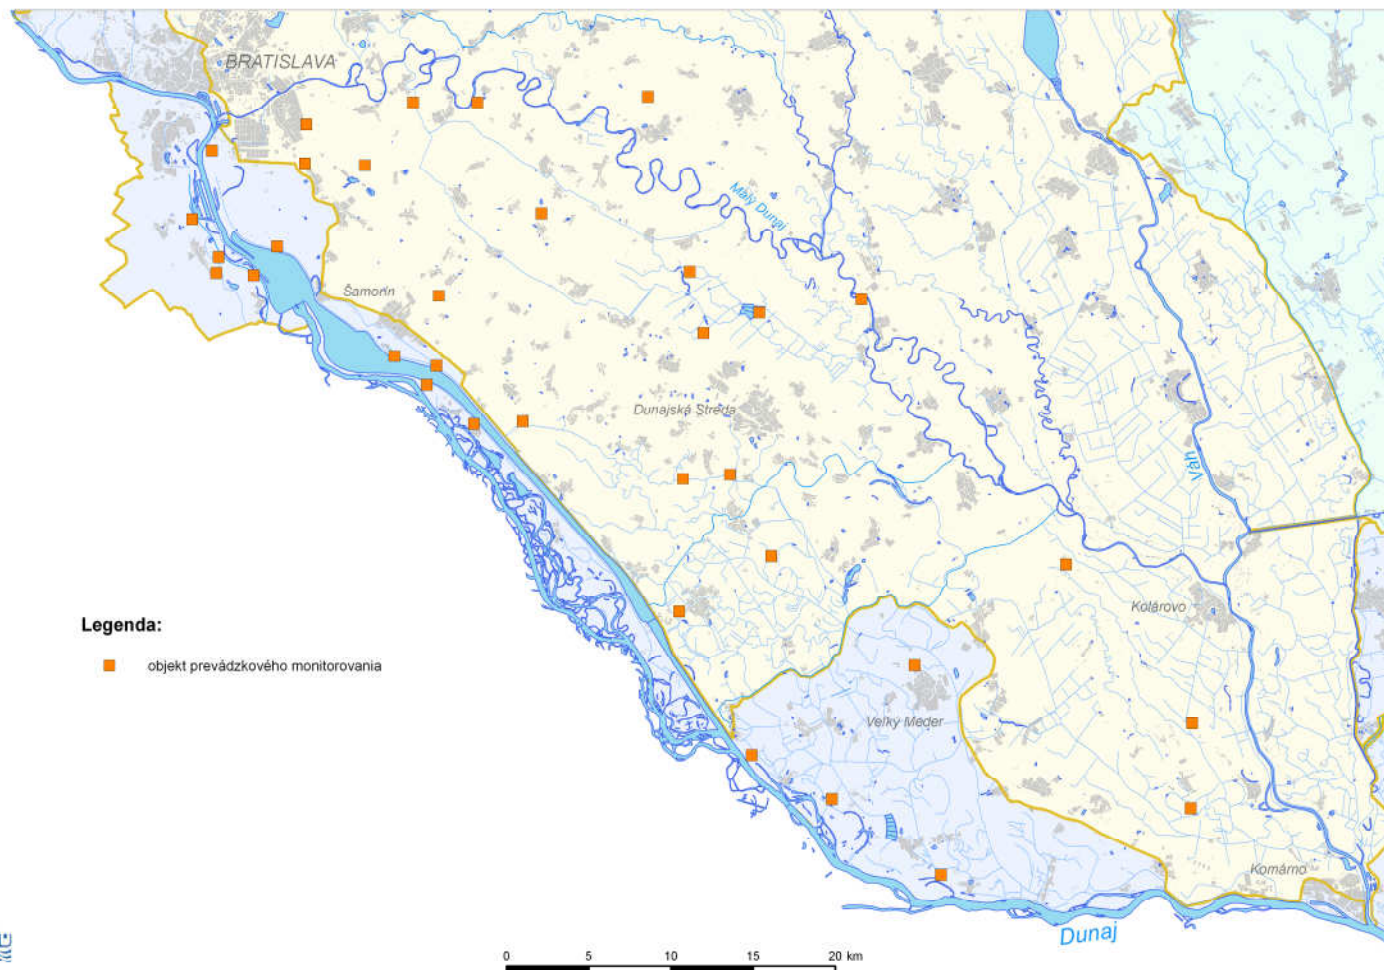 BRATISLAVA
Malý Dunaj
Šamorín
Dunajská Streda
Váh
Kolárovo
Legenda:
objekt prevádzkového monitorovania
Veľký Meder
Komárno
Dunaj
0 5 10 15 20 km